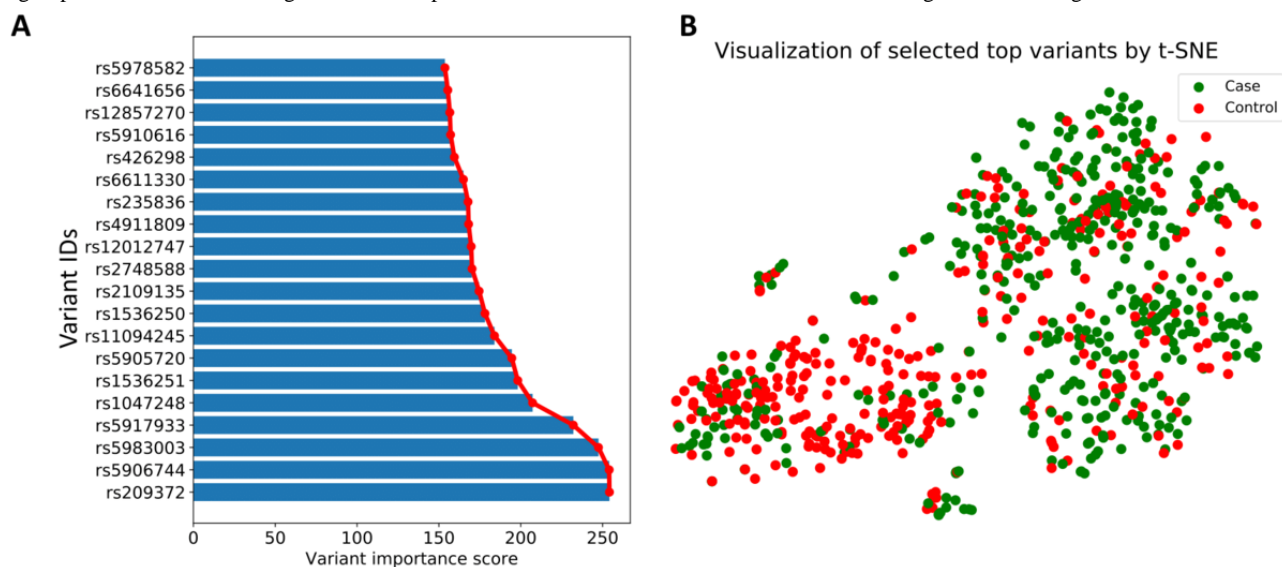 A
Variant IDs
rs5978582
rs6641656
rs12857270
rs5910616
rs426298
rs6611330
rs235836
rs4911809
rs12012747
rs2748588
rs2109135
rs1536250
rs11094245
rs5905720
rs1536251
rs1047248
rs5917933
rs5983003
rs5906744
rs209372
0 50 100 150 200 250
Variant importance score
B
Visualization of selected top variants by t-SNE
Case
Control